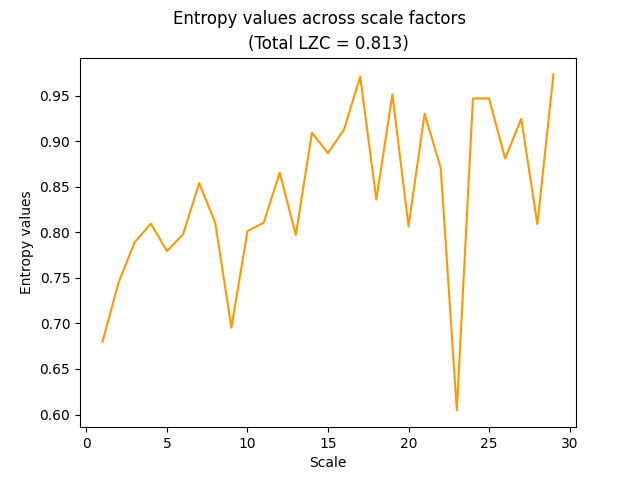 Entropy values across scale factors
(Total LZC = 0.813)
Entropy values
0.95
0.90
0.85
0.80
0.75
0.70
0.65
0.60
0 5 10 15 20 25 30
Scale